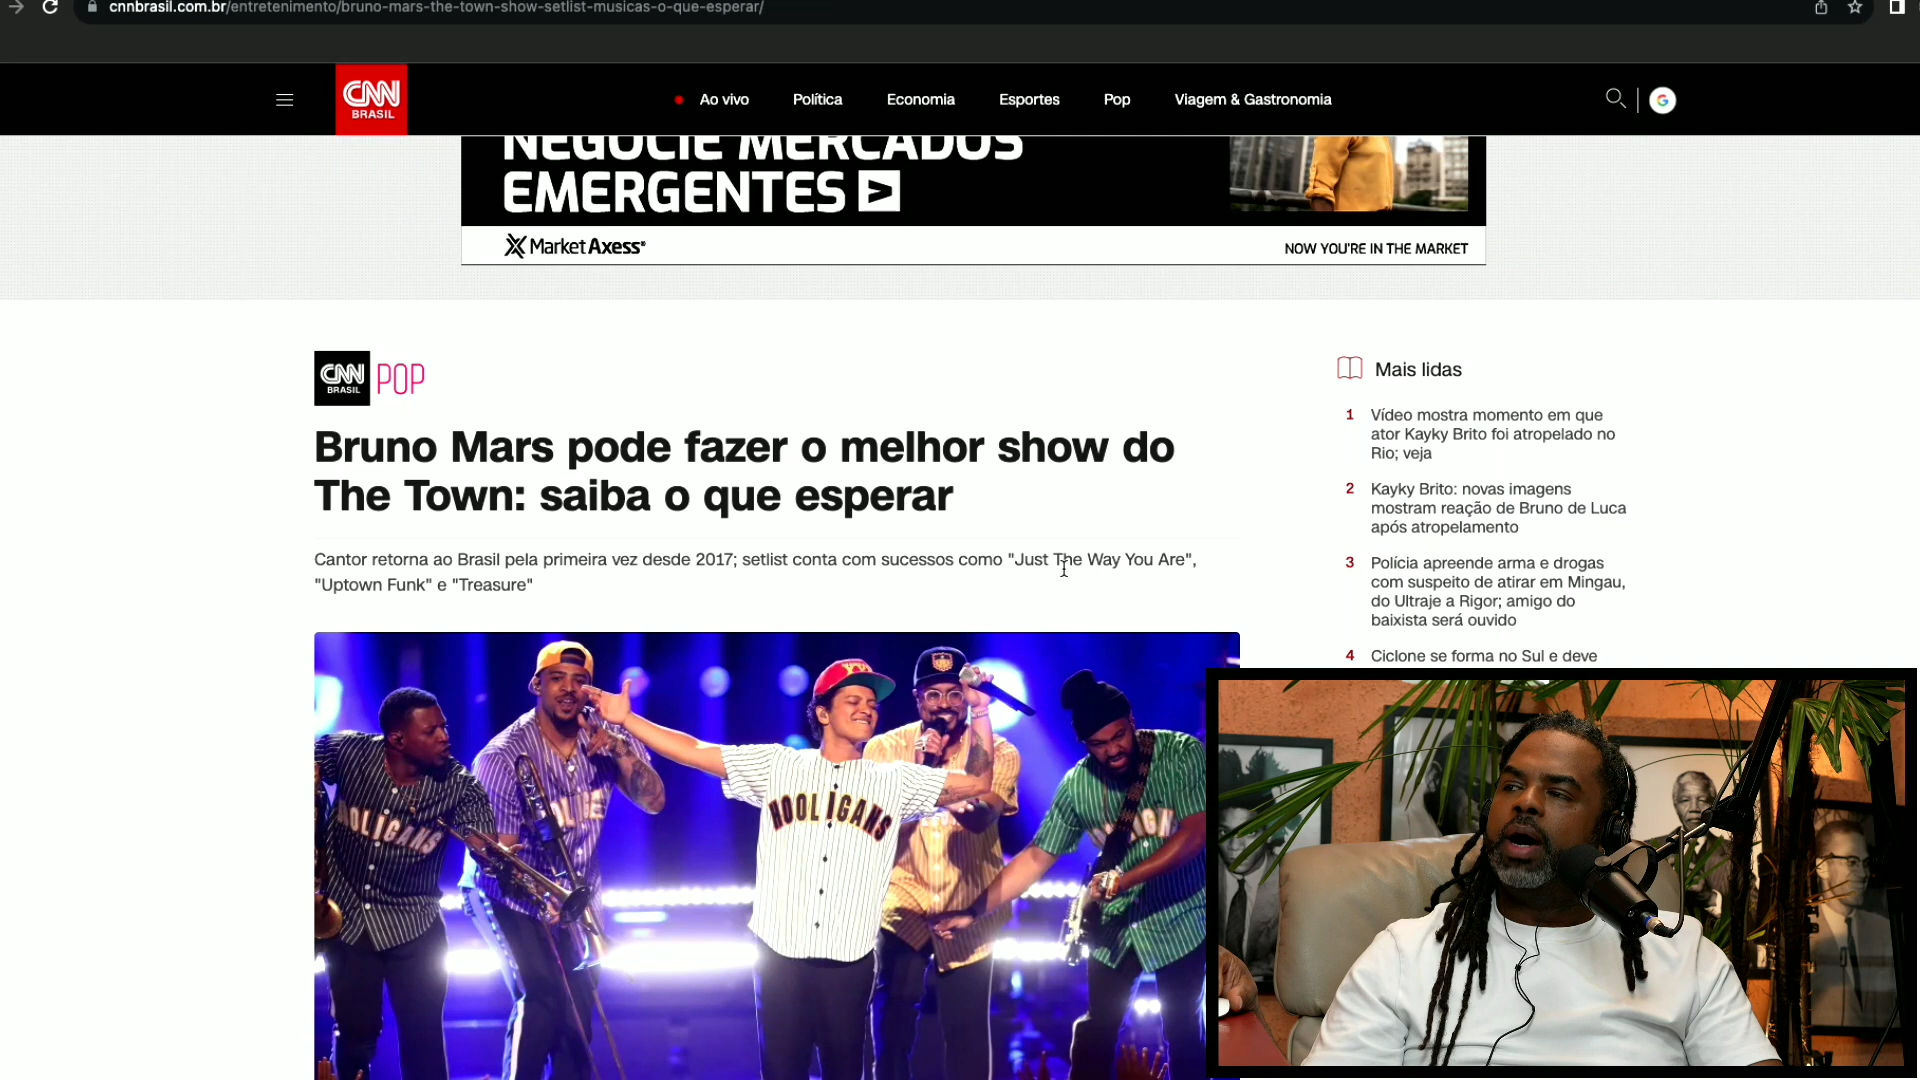 cnnbrasil.com.br/entretenimento/bruno-mars-the-town-show-setlist-musicas-o-que-esperar/
CNN
BRASIL
Ao vivo
Política
Economia
Esportes
Pop
Viagem & Gastronomia
NEGOCIE MERCADOS
EMERGENTES
MarketAxess
NOW YOU'RE IN THE MARKET
CNN
BRASIL
POP
Bruno Mars pode fazer o melhor show do
The Town: saiba o que esperar
Cantor retorna ao Brasil pela primeira vez desde 2017; setlist conta com sucessos como "Just The Way You Are",
"Uptown Funk" e "Treasure"
HOOLIGANS
Mais lidas
1 Vídeo mostra momento em que
ator Kayky Brito foi atropelado no
Rio; veja
2 Kayky Brito: novas imagens
mostram reação de Bruno de Luca
após atropelamento
3 Polícia apreende arma e drogas
com suspeito de atirar em Mingau,
do Ultraje a Rigor; amigo do
baixista será ouvido
4 Ciclone se forma no Sul e deve